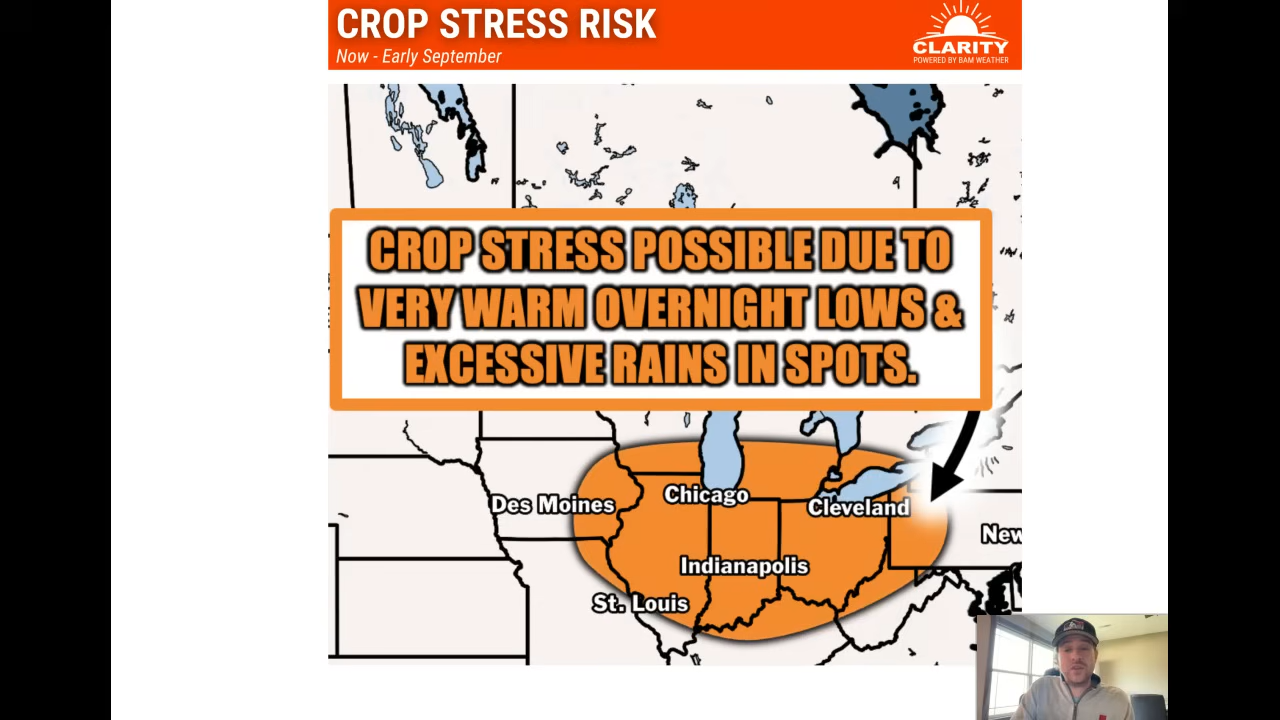 CROP STRESS RISK
Now - Early September
CLARITY
POWERED BY BAM WEATHER
CROP STRESS POSSIBLE DUE TO
VERY WARM OVERNIGHT LOWS &
EXCESSIVE RAINS IN SPOTS.
Des Moines
Chicago
Cleveland
New
Indianapolis
St. Louis